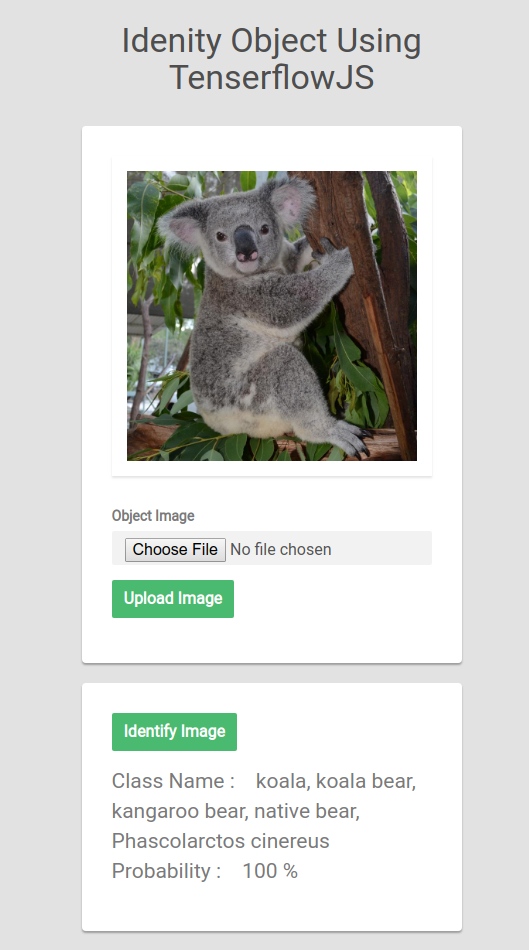 Idenity Object Using
TenserflowJS
Object Image
Choose File No file chosen
Upload Image
Identify Image
Class Name : koala, koala bear,
kangaroo bear, native bear,
Phascolarctos cinereus
Probability : 100 %